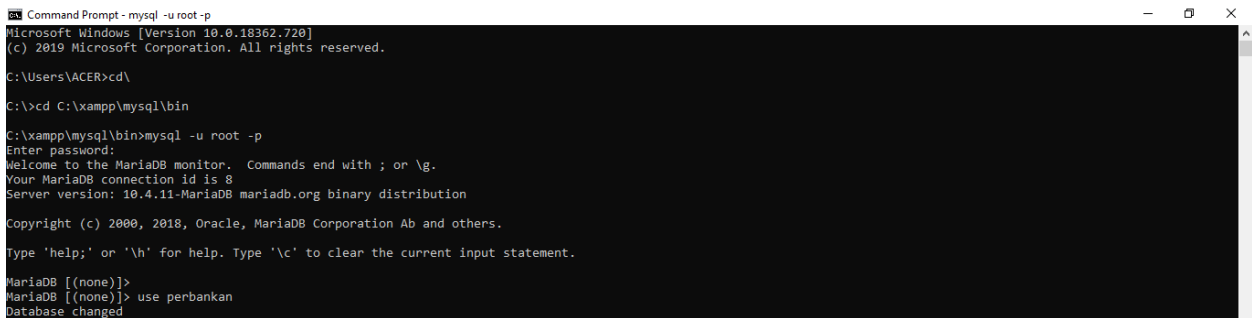 Command Prompt - mysql -u root -p
Microsoft Windows [Version 10.0.18362.720]
(c) 2019 Microsoft Corporation. All rights reserved.
C:\Users\ACER>cd\
C:\>cd C:\xampp\mysql\bin
C:\xampp\mysql\bin>mysql -u root -p
Enter password:
Welcome to the MariaDB monitor.  Commands end with ; or \g.
Your MariaDB connection id is 8
Server version: 10.4.11-MariaDB mariadb.org binary distribution
Copyright (c) 2000, 2018, Oracle, MariaDB Corporation Ab and others.
Type 'help;' or '\h' for help. Type '\c' to clear the current input statement.
MariaDB [(none)]>
MariaDB [(none)]> use perbankan
Database changed